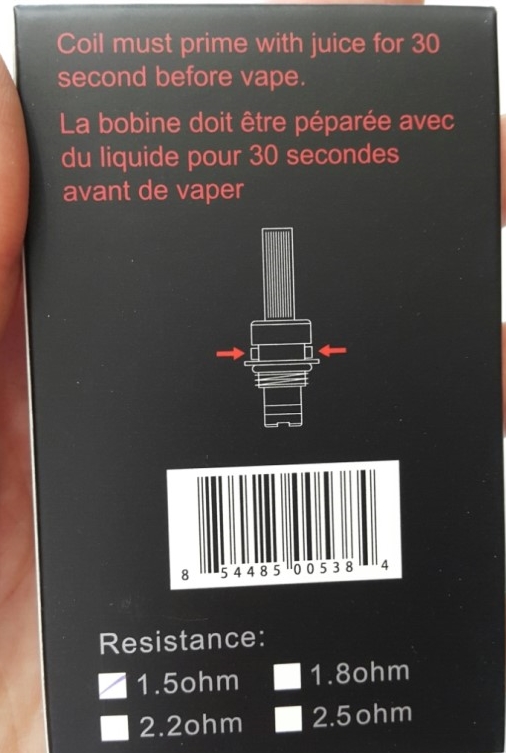 Coil must prime with juice for 30
second before vape.
La bobine doit être péparée avec
du liquide pour 30 secondes
avant de vaper
8 54485 00538 4
Resistance:
1.5ohm 1.8ohm
2.2ohm 2.5ohm